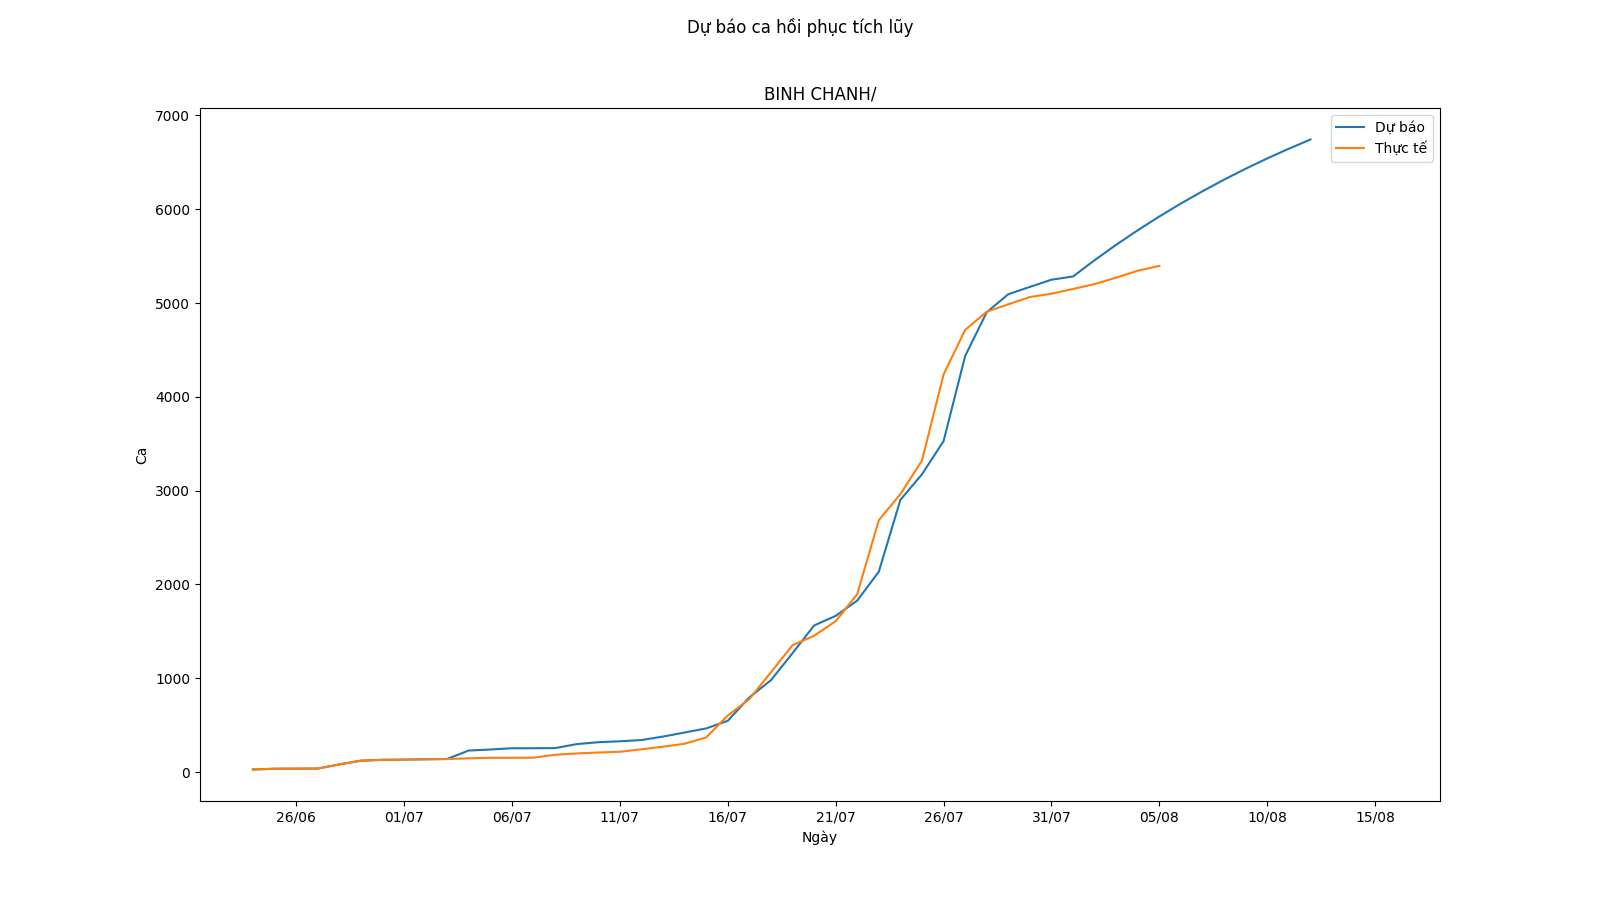 Dự báo ca hồi phục tích lũy
BINH CHANH/
7000
6000
5000
4000
3000
2000
1000
0
Ca
Dự báo
Thực tế
26/06 01/07 06/07 11/07 16/07 21/07 26/07 31/07 05/08 10/08 15/08
Ngày